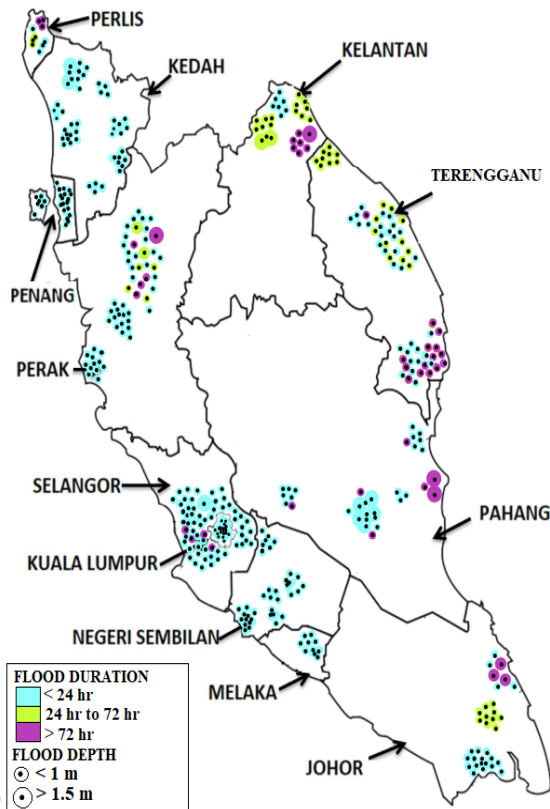 PERLIS
KEDAH
KELANTAN
TERENGGANU
PENANG
PERAK
SELANGOR
PAHANG
KUALA LUMPUR
NEGERI SEMBILAN
MELAKA
JOHOR
FLOOD DURATION
< 24 hr
24 hr to 72 hr
> 72 hr
FLOOD DEPTH
< 1 m
> 1.5 m